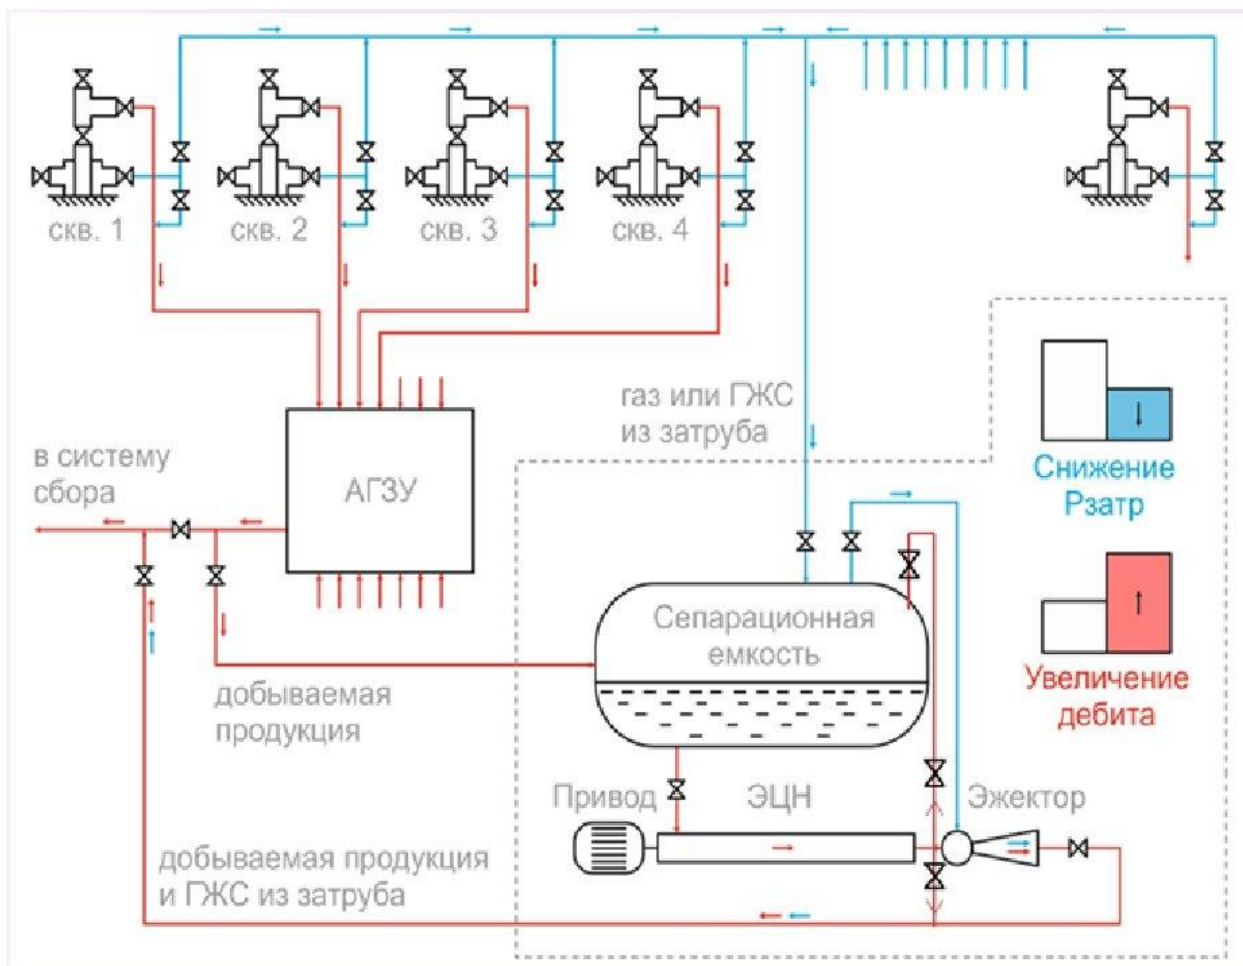 скв. 1
скв. 2
скв. 3
скв. 4
газ или ГЖС
из затруба
в систему
сбора
АГЗУ
Снижение
Рзатр
Сепарационная
емкость
Увеличение
дебита
добываемая
продукция
Привод
ЭЦН
Эжектор
добываемая продукция
и ГЖС из затруба